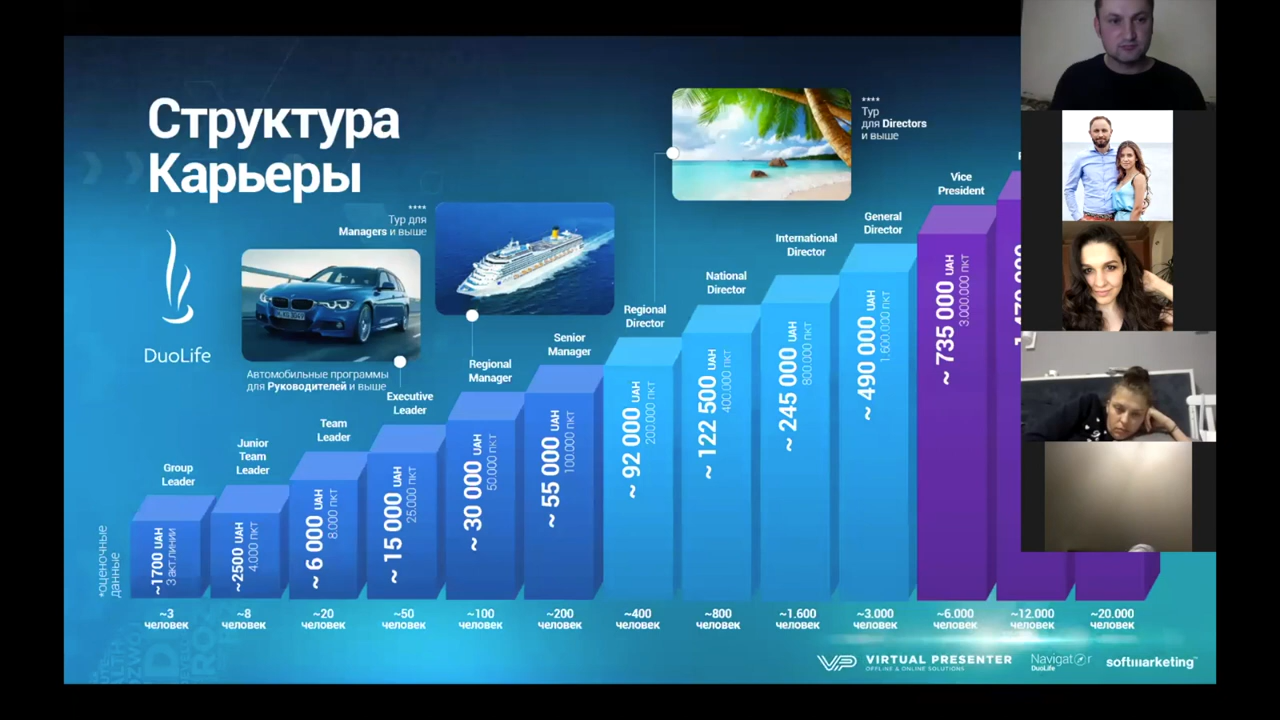 Структура
Карьеры
DuoLife
****
Тур для
Managers и выше
****
Тур
для Directors
и выше
Автомобильные программы
для Руководителей и выше
Group
Leader
Junior
Team
Leader
Team
Leader
Executive
Leader
Regional
Manager
Senior
Manager
Regional
Director
National
Director
International
Director
General
Director
Vice
President
~1700 UAH
3 акт.линии
~2500 UAH
4.000 пкт
~ 6 000 UAH
8.000 пкт
~ 15 000 UAH
25.000 пкт
~ 30 000 UAH
50.000 пкт
~ 55 000 UAH
100.000 пкт
~ 92 000 UAH
200.000 пкт
~ 122 500 UAH
400.000 пкт
~ 245 000 UAH
800.000 пкт
~ 490 000 UAH
1.600.000 пкт
~ 735 000 UAH
3.000.000 пкт
*оценочные
данные
~3
человек
~8
человек
~20
человек
~50
человек
~100
человек
~200
человек
~400
человек
~800
человек
~1.600
человек
~3.000
человек
~6.000
человек
~12.000
человек
~20.000
человек
VP VIRTUAL PRESENTER
OFFLINE & ONLINE SOLUTIONS
Navigator
DuoLife
softmarketing™